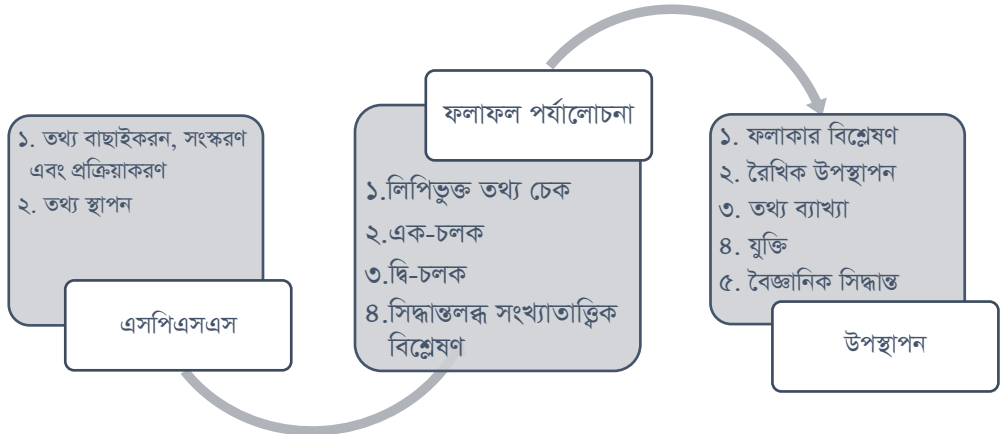 ১. তথ্য বাছাইকরন, সংস্করণ
এবং প্রক্রিয়াকরণ
২. তথ্য স্থাপন
এসপিএসএস
ফলাফল পর্যালোচনা
১.লিপিভুক্ত তথ্য চেক
২.এক-চলক
৩.দ্বি-চলক
৪.সিদ্ধান্তলব্ধ সংখ্যাতাত্ত্বিক
বিশ্লেষণ
১. ফলাকার বিশ্লেষণ
২. রৈখিক উপস্থাপন
৩. তথ্য ব্যাখ্যা
৪. যুক্তি
৫. বৈজ্ঞানিক সিদ্ধান্ত
উপস্থাপন